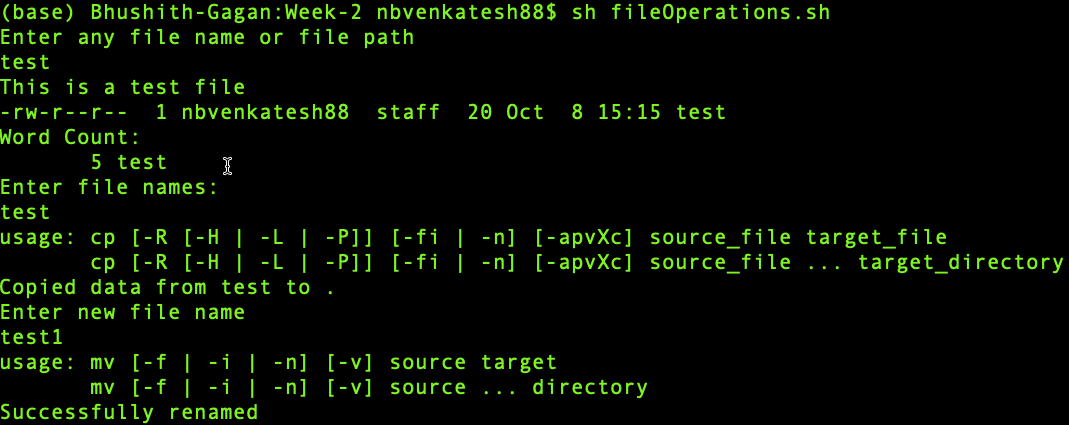 (base) Bhushith-Gagan:Week-2 nbvenkatesh88$ sh fileOperations.sh
Enter any file name or file path
test
This is a test file
-rw-r--r--  1 nbvenkatesh88  staff  20 Oct  8 15:15 test
Word Count:
       5 test
Enter file names:
test
usage: cp [-R [-H | -L | -P]] [-fi | -n] [-apvXc] source_file target_file
       cp [-R [-H | -L | -P]] [-fi | -n] [-apvXc] source_file ... target_directory
Copied data from test to .
Enter new file name
test1
usage: mv [-f | -i | -n] [-v] source target
       mv [-f | -i | -n] [-v] source ... directory
Successfully renamed